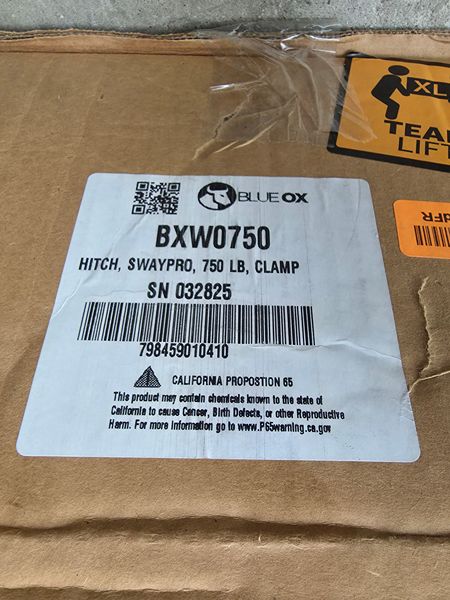 XL
TEAM
LIFT
BLUE OX
BXW0750
HITCH, SWAYPRO, 750 LB, CLAMP
SN 032825
798459010410
CALIFORNIA PROPOSTION 65
This product may contain chemicals known to the state of
California to cause Cancer, Birth Defects, or other Reproductive
Harm. For more information go to www.P65warning.ca.gov